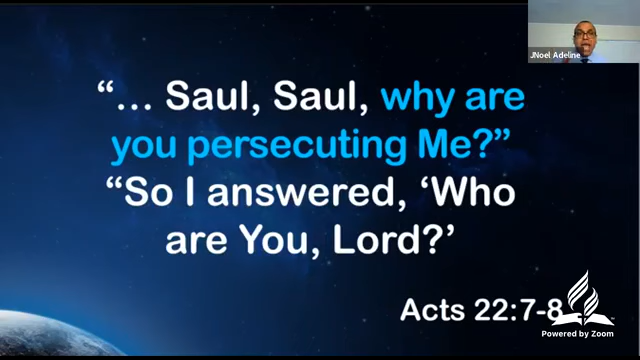 JNoel Adeline
“... Saul, Saul, why are
you persecuting Me?”
“So I answered, ‘Who
are You, Lord?’
Acts 22:7-8
Powered by Zoom